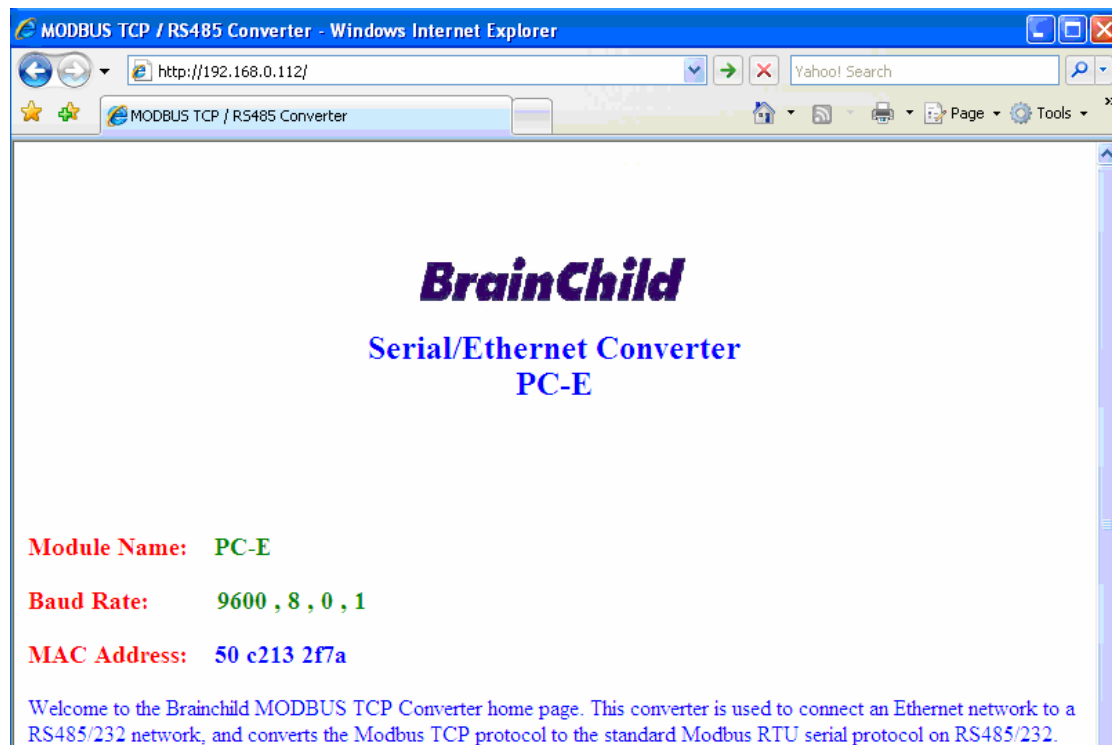 MODBUS TCP / RS485 Converter - Windows Internet Explorer
http://192.168.0.112/
Yahoo! Search
MODBUS TCP / RS485 Converter
Page
Tools
»
BrainChild
Serial/Ethernet Converter
PC-E
Module Name: PC-E
Baud Rate: 9600 , 8 , 0 , 1
MAC Address: 50 c213 2f7a
Welcome to the Brainchild MODBUS TCP Converter home page. This converter is used to connect an Ethernet network to a
RS485/232 network, and converts the Modbus TCP protocol to the standard Modbus RTU serial protocol on RS485/232.